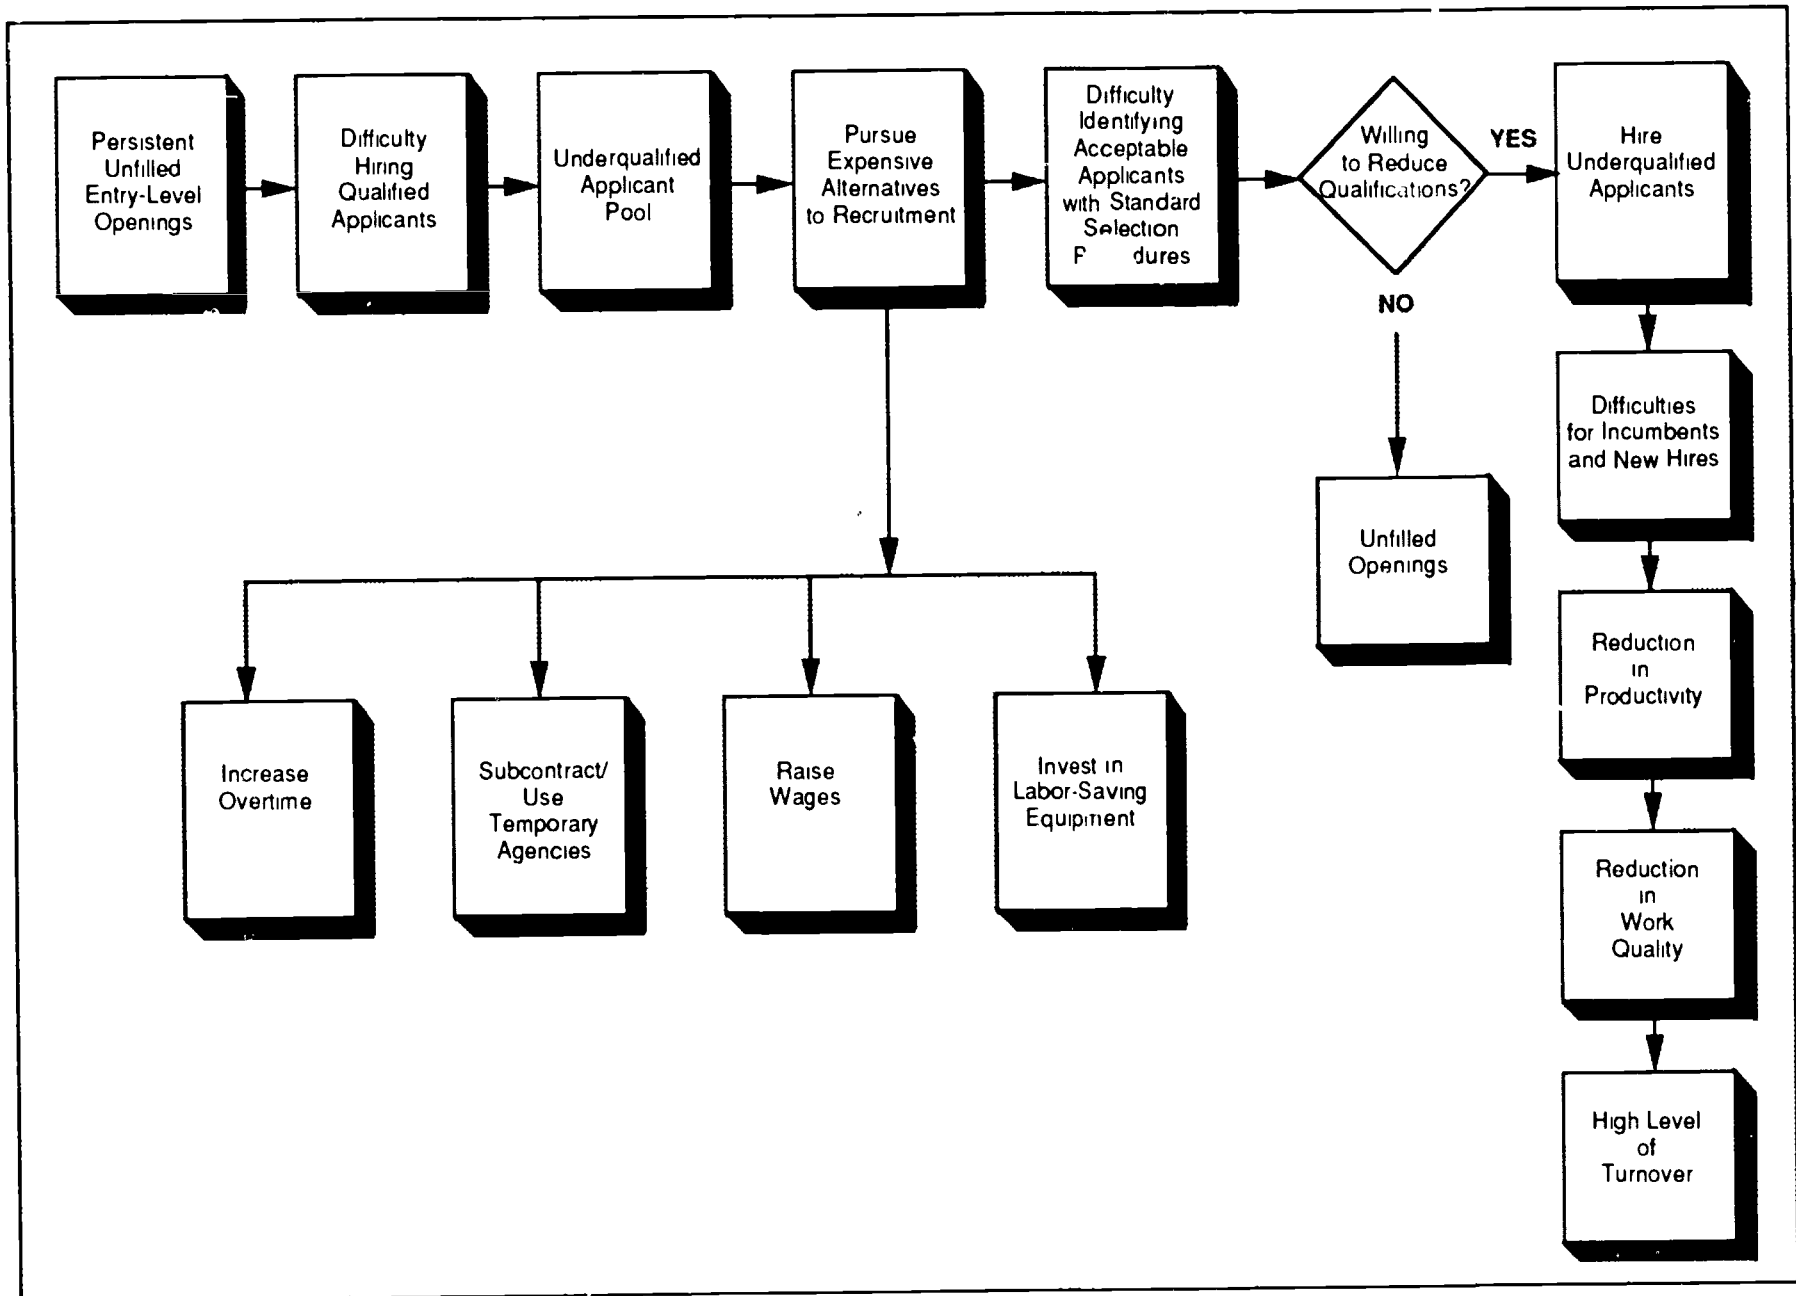 Persistent
Unfilled
Entry-Level
Openings
Difficulty
Hiring
Qualified
Applicants
Underqualified
Applicant
Pool
Pursue
Expensive
Alternatives
to Recruitment
Difficulty
Identifying
Acceptable
Applicants
with Standard
Selection
Willing
to Reduce
Qualifications?
YES
NO
Hire
Underqualified
Applicants
Difficulties
for Incumbents
and New Hires
Unfilled
Openings
Reduction
in
Productivity
Increase
Overtime
Subcontract/
Use
Temporary
Agencies
Raise
Wages
Invest in
Labor-Saving
Equipment
Reduction
in
Work
Quality
High Level
of
Turnover